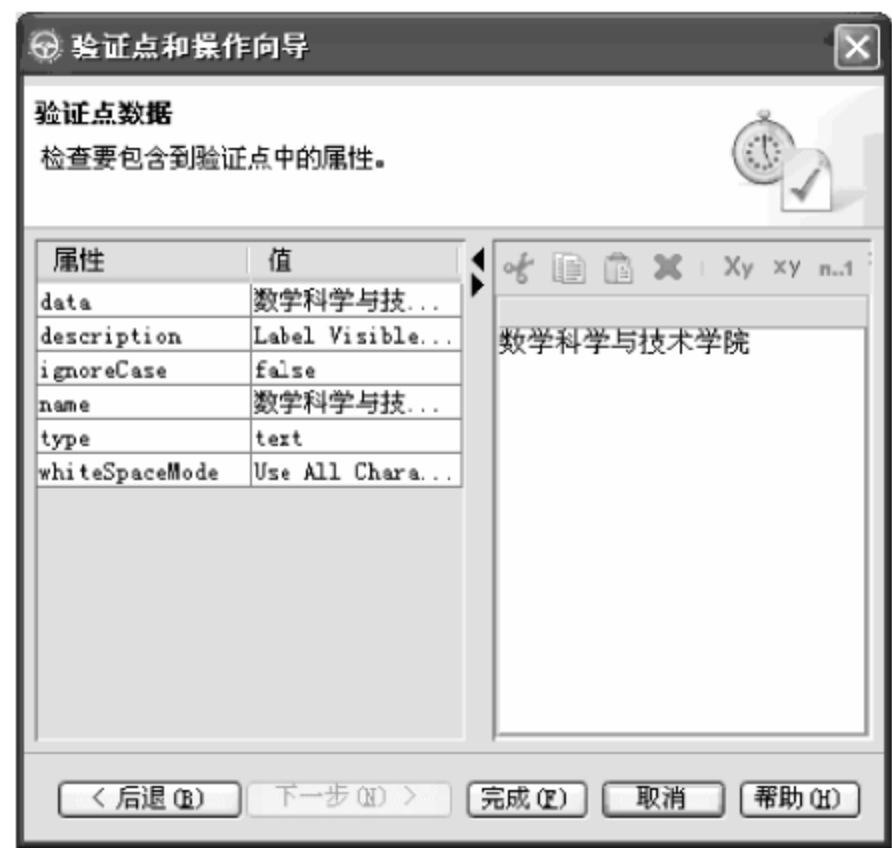 验证点和操作向导
验证点数据
检查要包含到验证点中的属性。
属性 值
data 数学科学与技...
description Label Visible...
ignoreCase false
name 数学科学与技...
type text
whiteSpaceMode Use All Chara...
Xy xy n..1
数学科学与技术学院
< 后退(B) 下一步(N) > 完成(F) 取消 帮助(H)